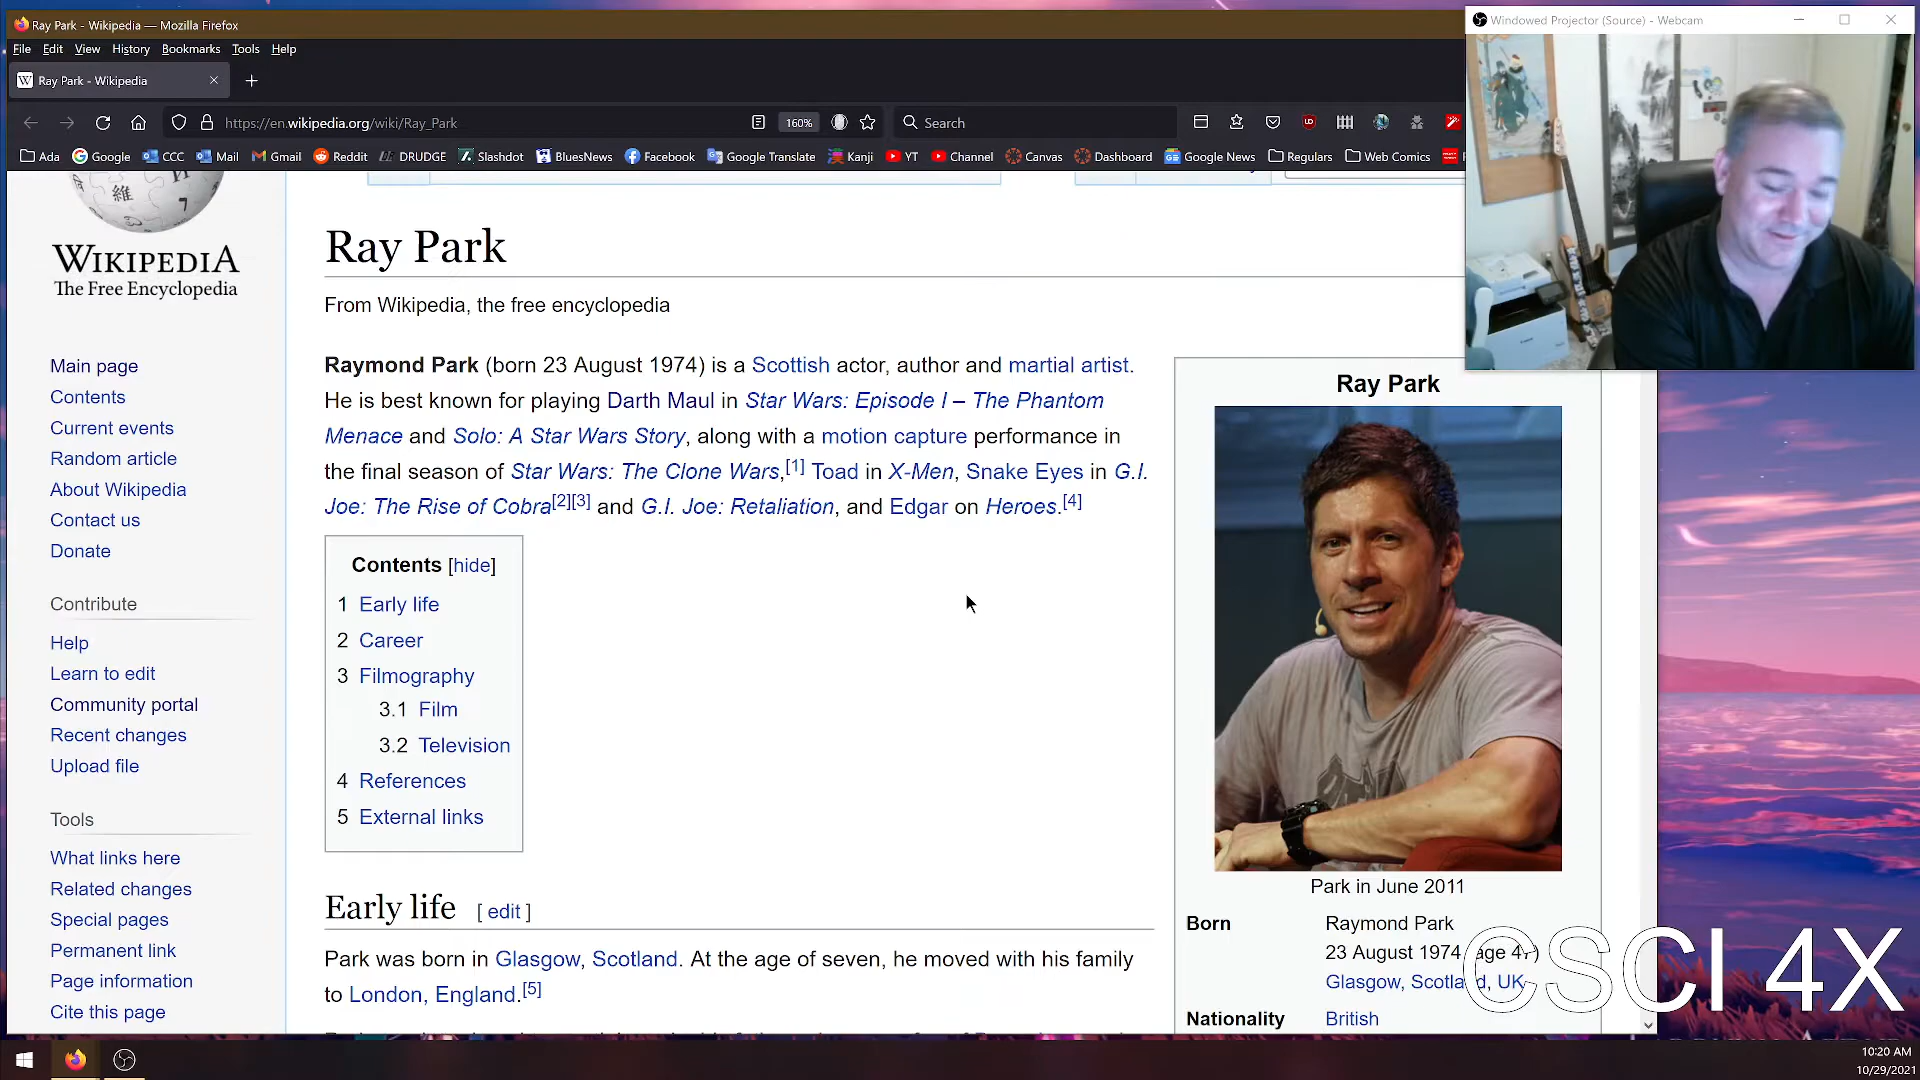 Ray Park - Wikipedia — Mozilla Firefox
Windowed Projector (Source) - Webcam
File Edit View History Bookmarks Tools Help
Ray Park - Wikipedia
https://en.wikipedia.org/wiki/Ray_Park
160%
Search
Ada Google CCC Mail Gmail Reddit DRUDGE Slashdot BluesNews Facebook Google Translate Kanji YT Channel Canvas Dashboard Google News Regulars Web Comics
WIKIPEDIA
The Free Encyclopedia
Main page
Contents
Current events
Random article
About Wikipedia
Contact us
Donate
Contribute
Help
Learn to edit
Community portal
Recent changes
Upload file
Tools
What links here
Related changes
Special pages
Permanent link
Page information
Cite this page
Ray Park
From Wikipedia, the free encyclopedia
Raymond Park (born 23 August 1974) is a Scottish actor, author and martial artist.
He is best known for playing Darth Maul in Star Wars: Episode I – The Phantom
Menace and Solo: A Star Wars Story, along with a motion capture performance in
the final season of Star Wars: The Clone Wars,[1] Toad in X-Men, Snake Eyes in G.I.
Joe: The Rise of Cobra[2][3] and G.I. Joe: Retaliation, and Edgar on Heroes.[4]
Contents [hide]
1 Early life
2 Career
3 Filmography
3.1 Film
3.2 Television
4 References
5 External links
Early life [ edit ]
Park was born in Glasgow, Scotland. At the age of seven, he moved with his family
to London, England.[5]
Ray Park
Park in June 2011
Born Raymond Park
23 August 1974
Glasgow, Scotland, UK
Nationality British
CSCI 4X
10:20 AM
10/29/2021